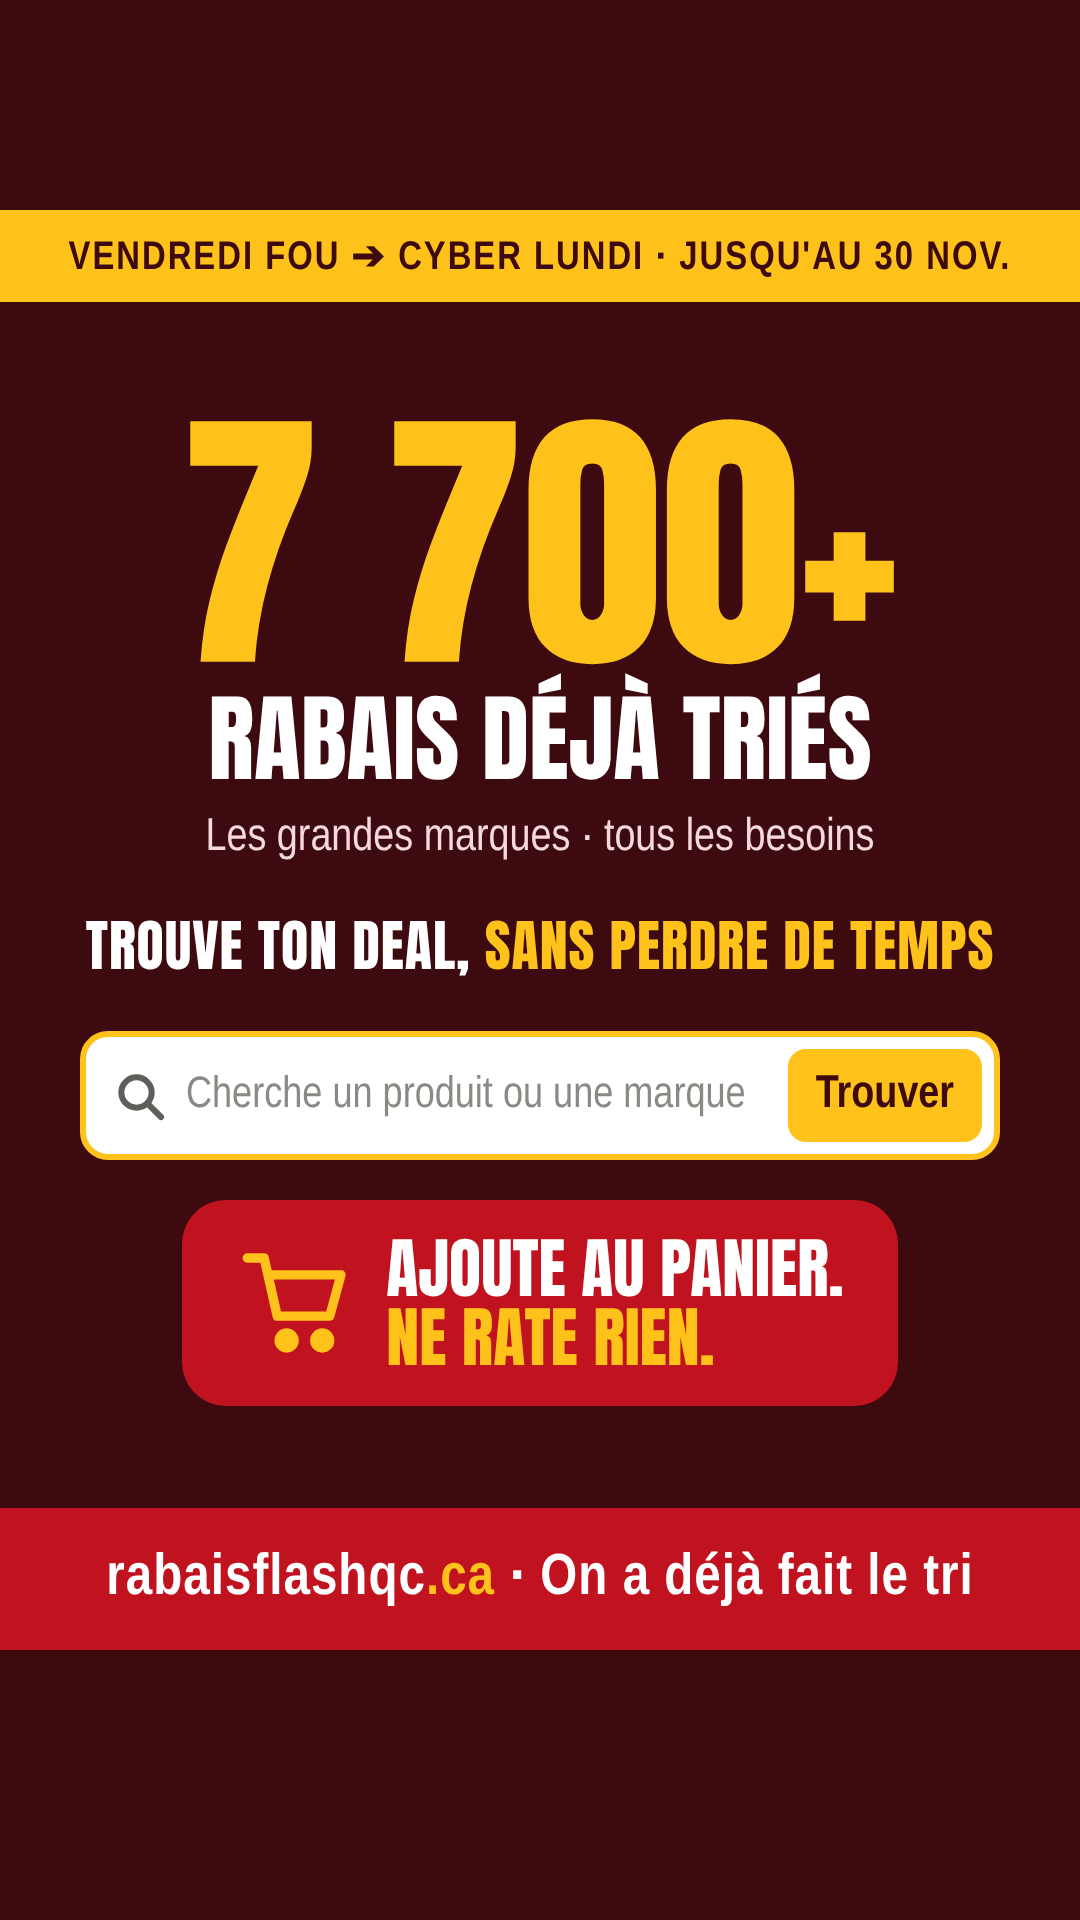 VENDREDI FOU ➔ CYBER LUNDI · JUSQU'AU 30 NOV.
7 700+
RABAIS DÉJÀ TRIÉS
Les grandes marques · tous les besoins
TROUVE TON DEAL, SANS PERDRE DE TEMPS
Cherche un produit ou une marque Trouver
AJOUTE AU PANIER.
NE RATE RIEN.
rabaisflashqc.ca · On a déjà fait le tri